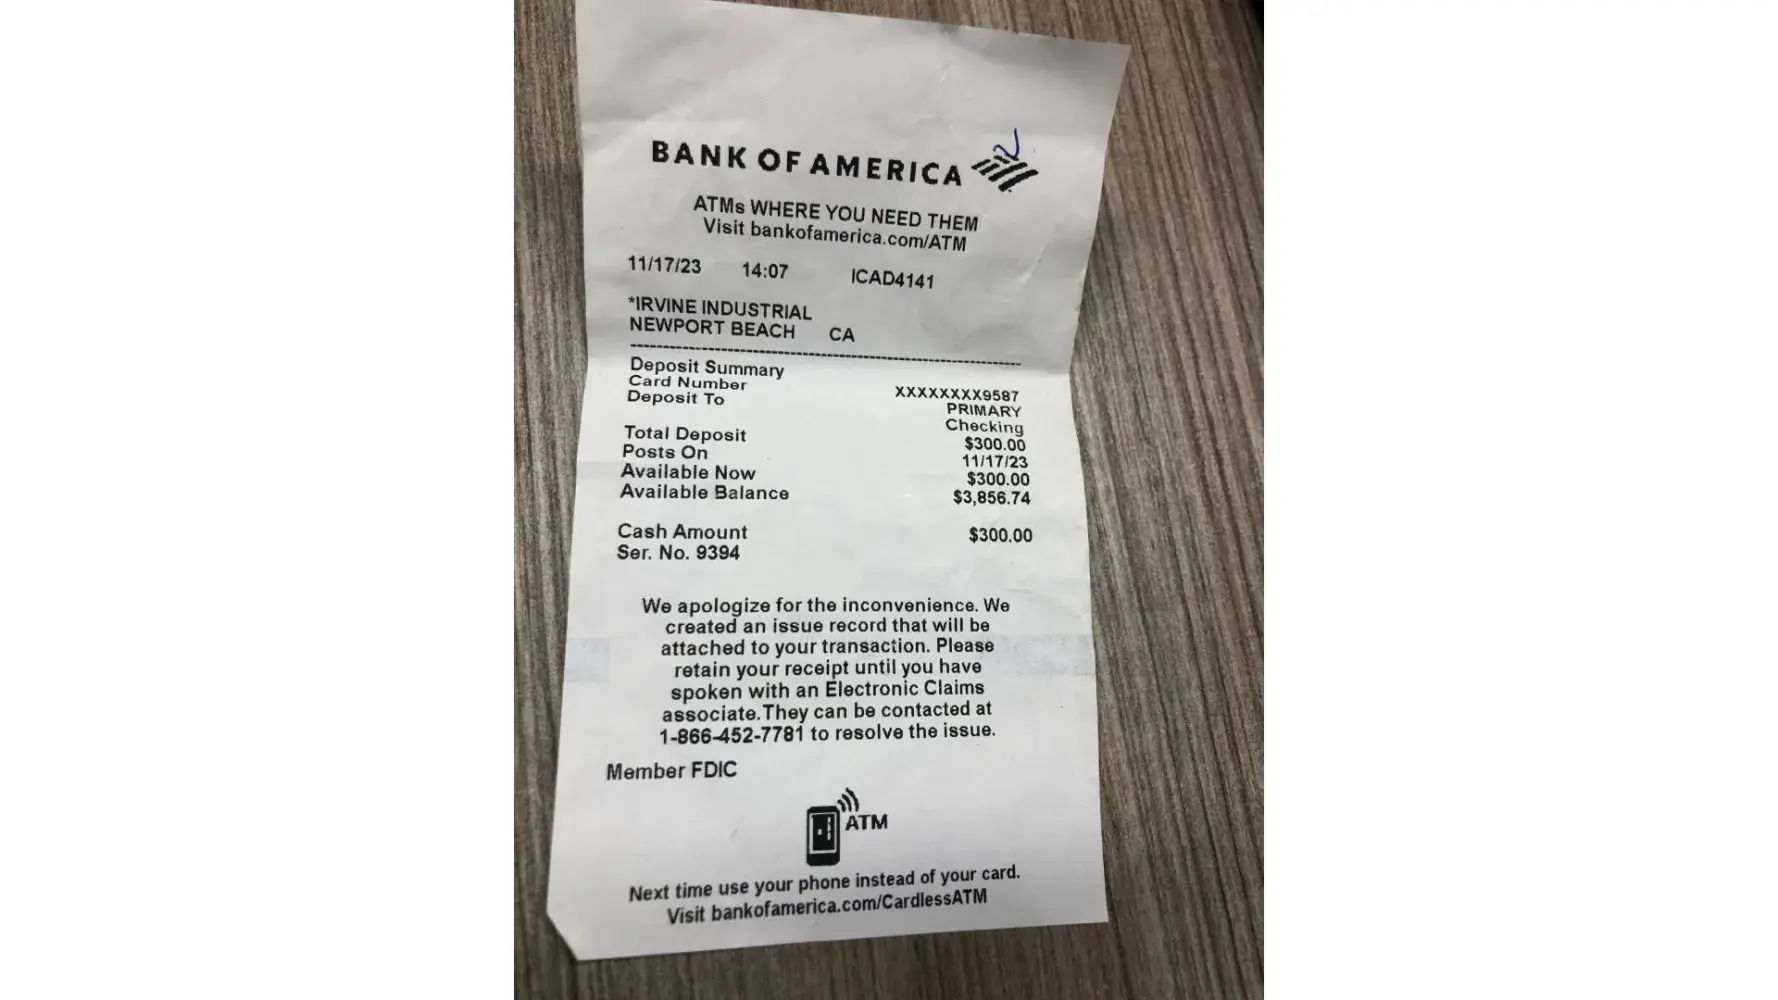 BANK OF AMERICA
ATMs WHERE YOU NEED THEM
Visit bankofamerica.com/ATM
11/17/23 14:07 ICAD4141
*IRVINE INDUSTRIAL
NEWPORT BEACH CA
Deposit Summary
Card Number XXXXXXXX9587
Deposit To PRIMARY
Checking
Total Deposit $300.00
Posts On 11/17/23
Available Now $300.00
Available Balance $3,856.74
Cash Amount $300.00
Ser. No. 9394
We apologize for the inconvenience. We
created an issue record that will be
attached to your transaction. Please
retain your receipt until you have
spoken with an Electronic Claims
associate.They can be contacted at
1-866-452-7781 to resolve the issue.
Member FDIC
ATM
Next time use your phone instead of your card.
Visit bankofamerica.com/CardlessATM